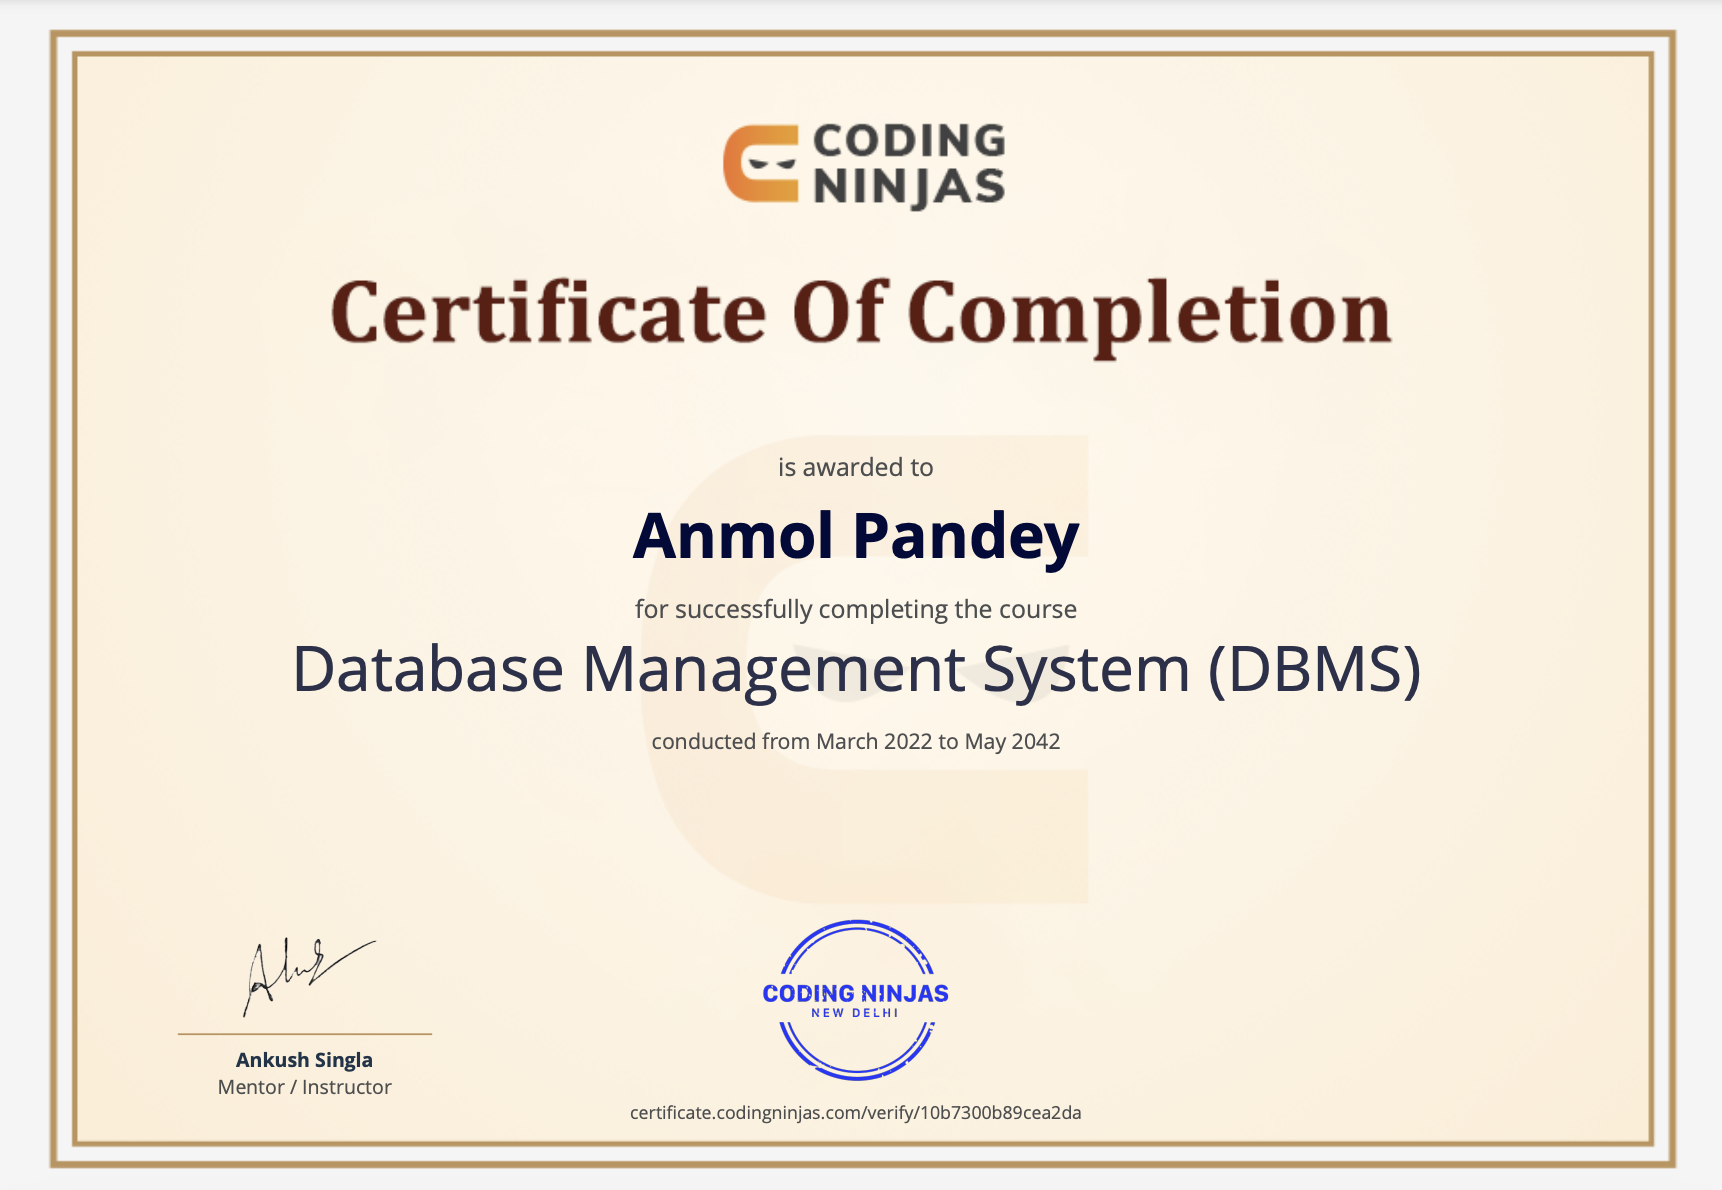 CODING
NINJAS
Certificate Of Completion
is awarded to
Anmol Pandey
for successfully completing the course
Database Management System (DBMS)
conducted from March 2022 to May 2042
CODING NINJAS
NEW DELHI
Ankush Singla
Mentor / Instructor
certificate.codingninjas.com/verify/10b7300b89cea2da